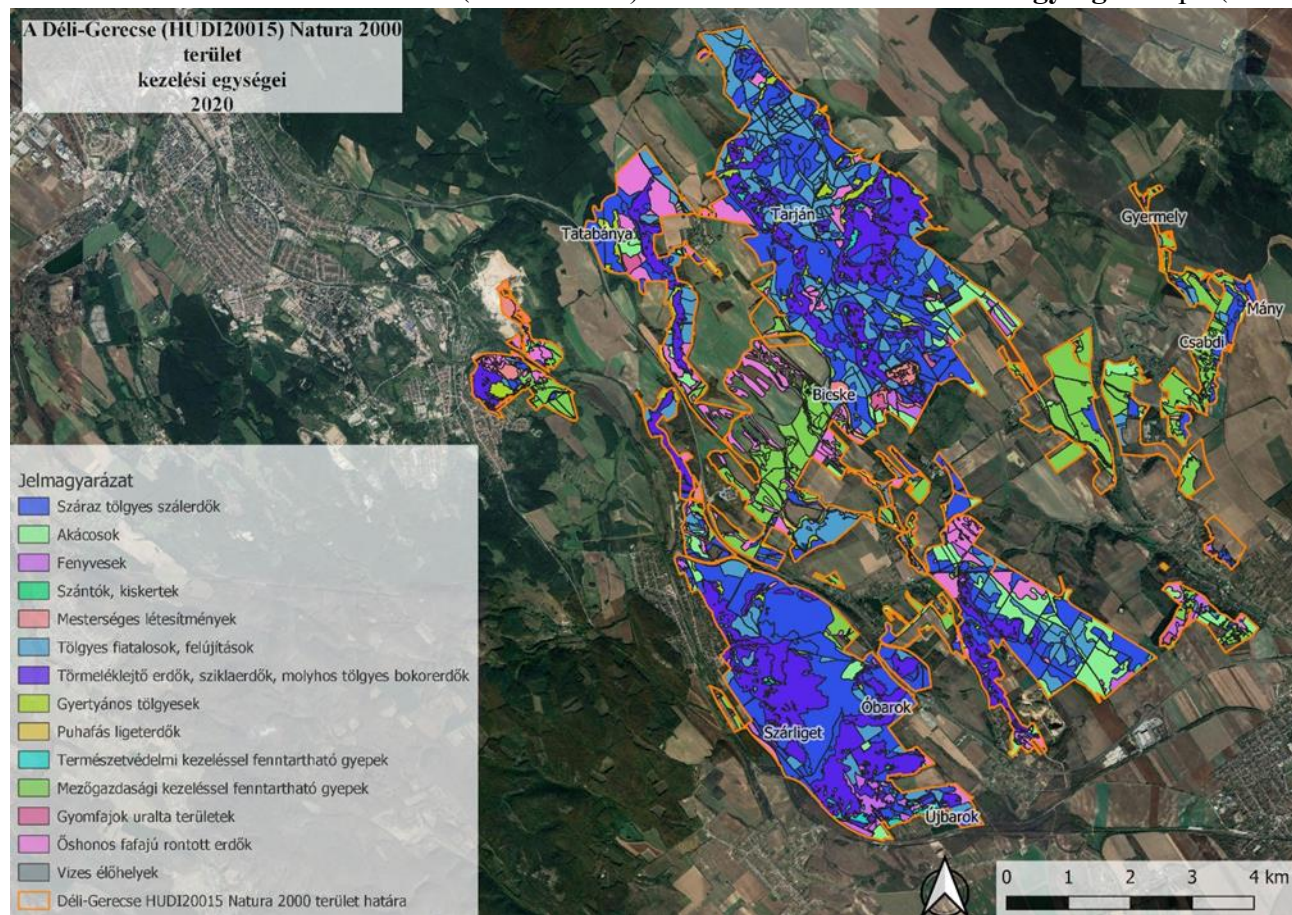 A Déli-Gerecse (HUDI20015) Natura 2000
terület
kezelési egységei
2020
Tarján
Gyermely
Tatabánya
Mány
Csabdi
Bicske
Óbarok
Szárliget
Újbarok
Jelmagyarázat
Száraz tölgyes szálerdők
Akácosok
Fenyvesek
Szántók, kiskertek
Mesterséges létesítmények
Tölgyes fiatalosok, felújítások
Törmeléklejtő erdők, sziklaerdők, molyhos tölgyes bokorerdők
Gyertyános tölgyesek
Puhafás ligeterdők
Természetvédelmi kezeléssel fenntartható gyepek
Mezőgazdasági kezeléssel fenntartható gyepek
Gyomfajok uralta területek
Őshonos fafajú rontott erdők
Vizes élőhelyek
Déli-Gerecse HUDI20015 Natura 2000 terület határa
0 1 2 3 4 km